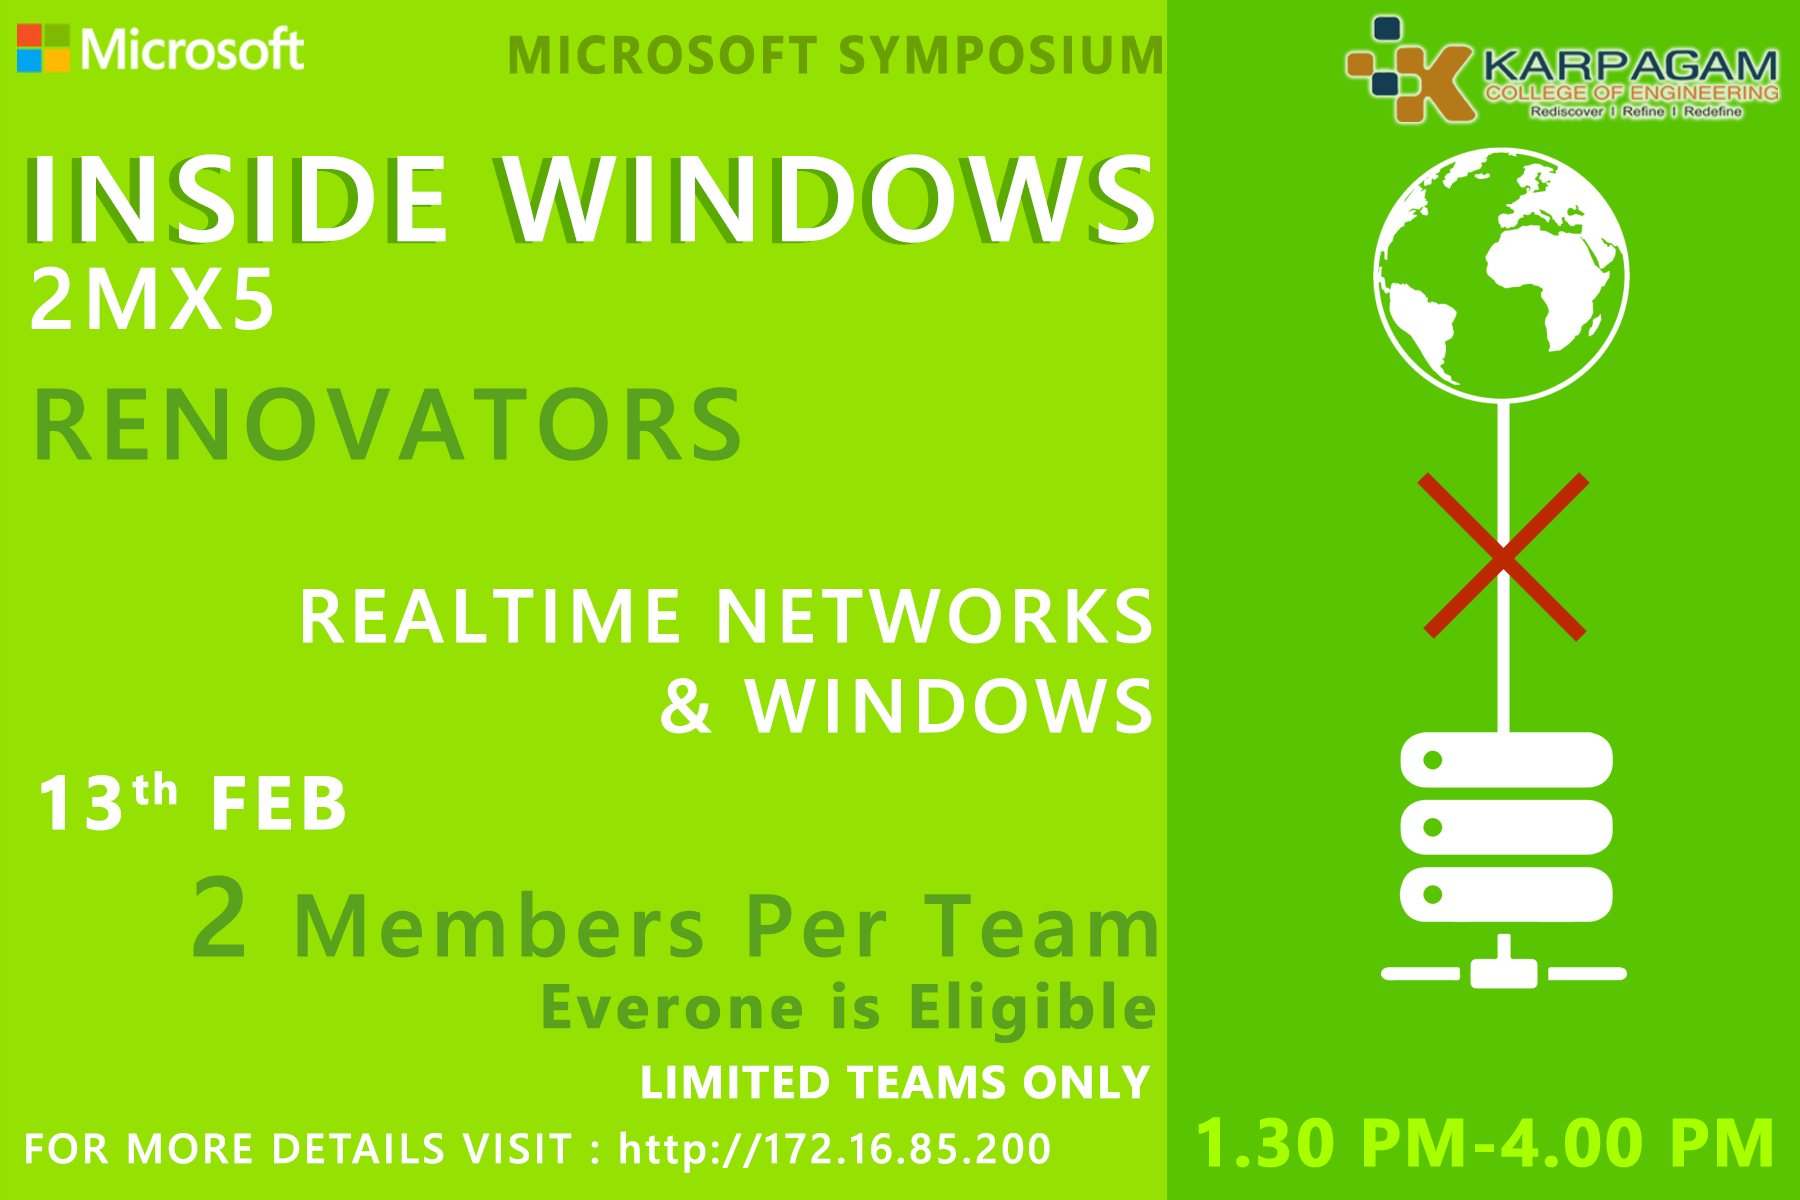 Microsoft
MICROSOFT SYMPOSIUM
KARPAGAM
COLLEGE OF ENGINEERING
Rediscover I Refine I Redefine
INSIDE WINDOWS
2MX5
RENOVATORS
REALTIME NETWORKS
& WINDOWS
13th FEB
2 Members Per Team
Everone is Eligible
LIMITED TEAMS ONLY
FOR MORE DETAILS VISIT : http://172.16.85.200
1.30 PM-4.00 PM